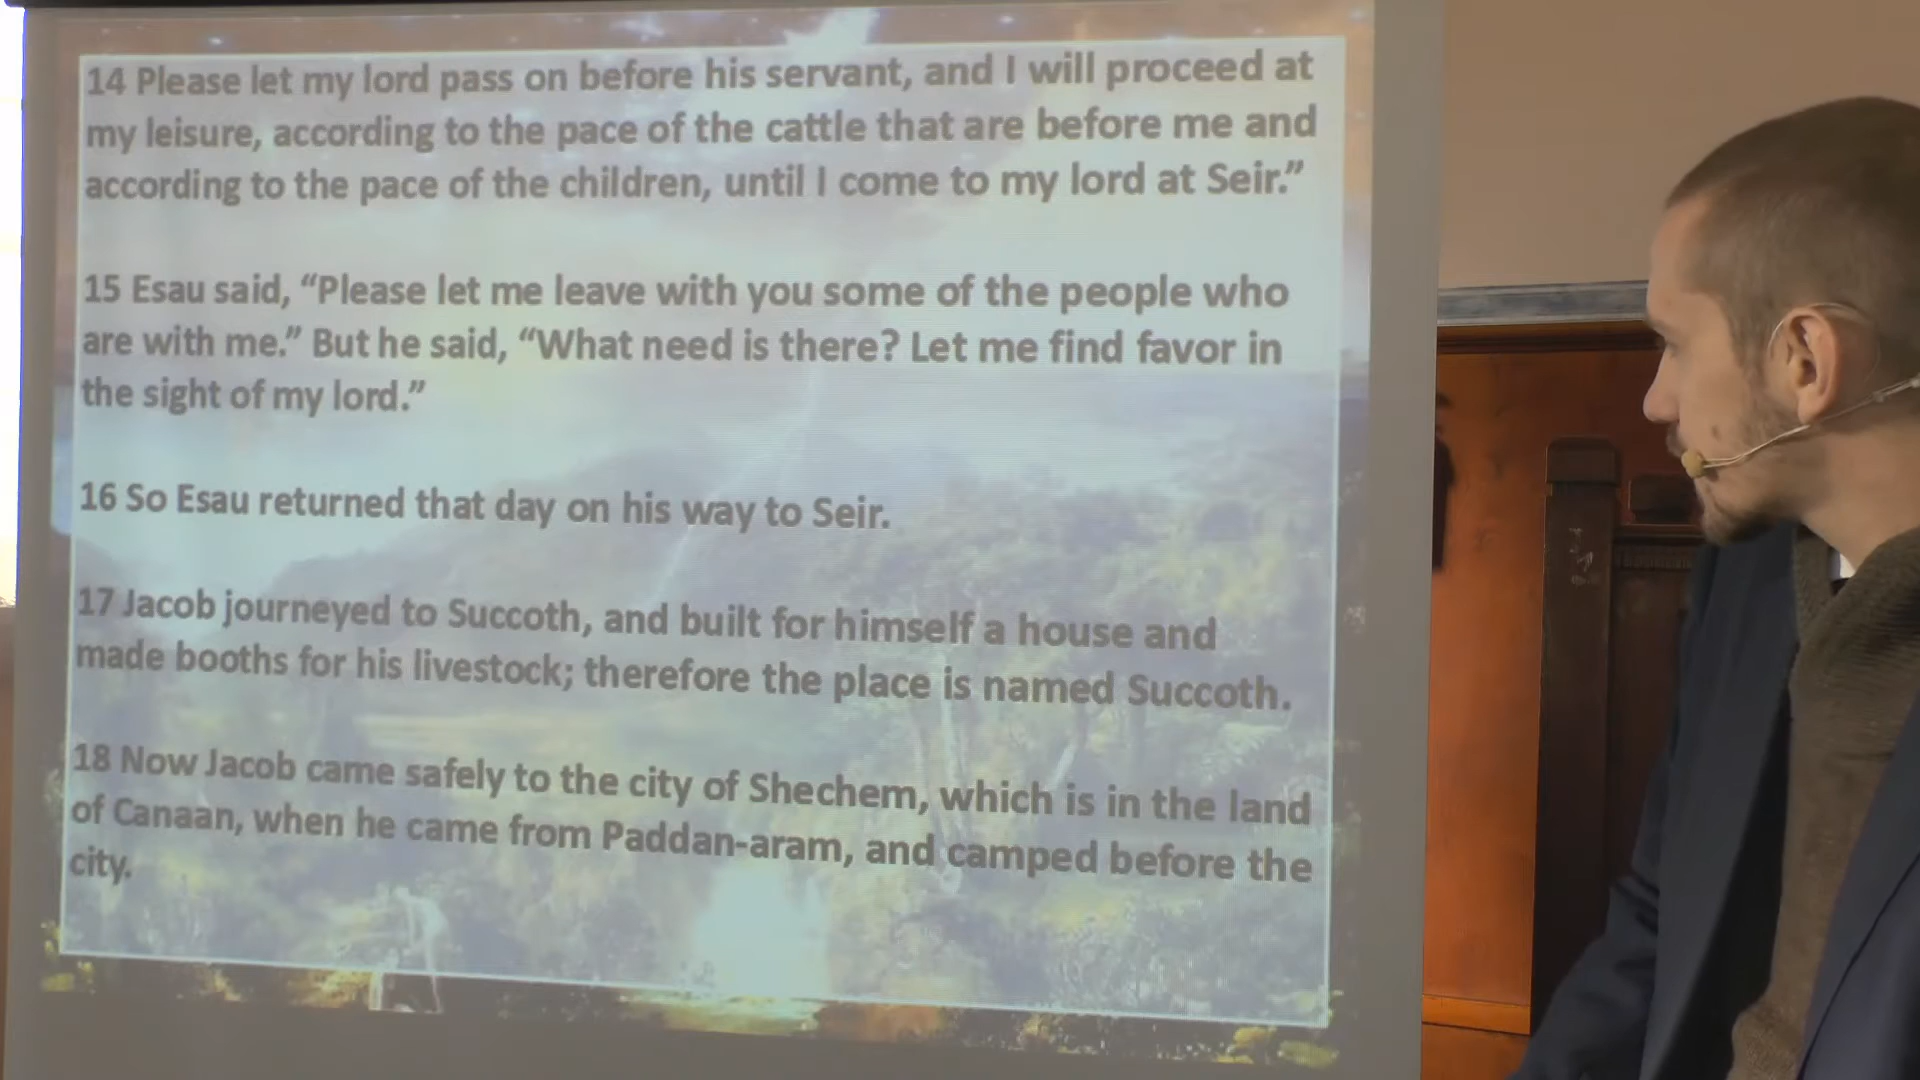 14 Please let my lord pass on before his servant, and I will proceed at
my leisure, according to the pace of the cattle that are before me and
according to the pace of the children, until I come to my lord at Seir.”
15 Esau said, “Please let me leave with you some of the people who
are with me.” But he said, “What need is there? Let me find favor in
the sight of my lord.”
16 So Esau returned that day on his way to Seir.
17 Jacob journeyed to Succoth, and built for himself a house and
made booths for his livestock; therefore the place is named Succoth.
18 Now Jacob came safely to the city of Shechem, which is in the land
of Canaan, when he came from Paddan-aram, and camped before the
city.